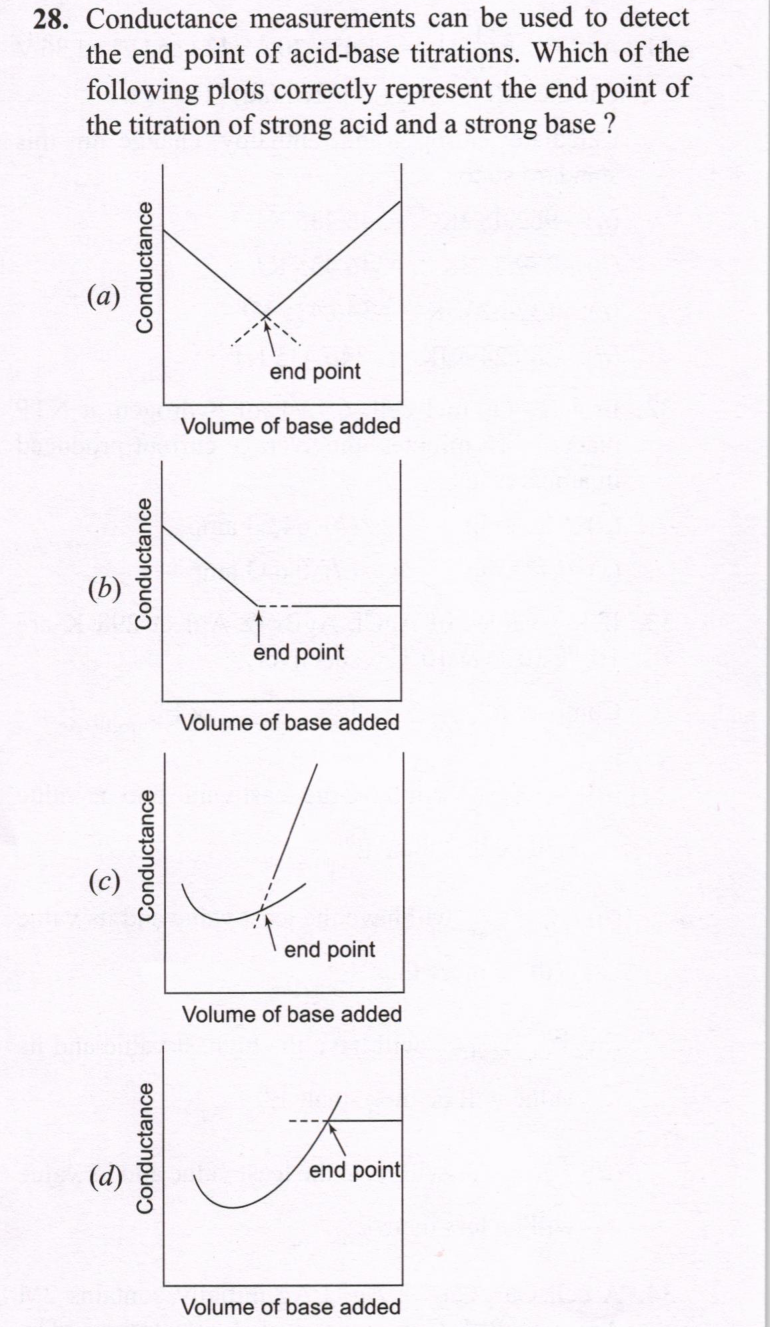 28. Conductance measurements can be used to detect
the end point of acid-base titrations. Which of the
following plots correctly represent the end point of
the titration of strong acid and a strong base ?
(a)
Conductance
end point
Volume of base added
(b)
Conductance
end point
Volume of base added
(c)
Conductance
end point
Volume of base added
(d)
Conductance
end point
Volume of base added